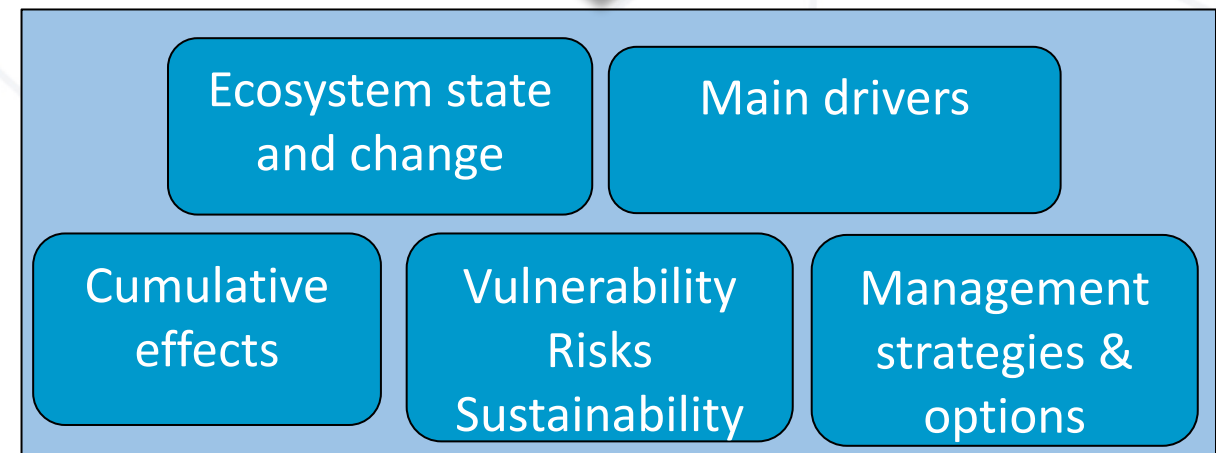 Ecosystem state
and change
Main drivers
Cumulative
effects
Vulnerability
Risks
Sustainability
Management
strategies &
options